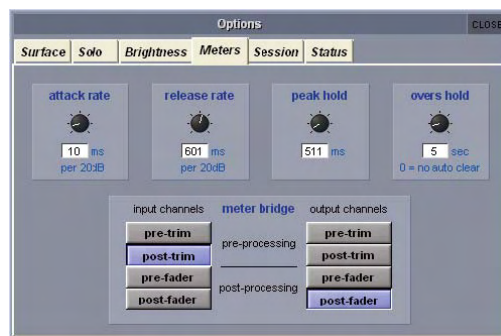 Options
CLOSE
Surface Solo Brightness Meters Session Status
attack rate release rate peak hold overs hold
10 ms 601 ms 511 ms 5 sec
per 20dB per 20dB 0 = no auto clear
input channels meter bridge output channels
pre-trim pre-trim
pre-processing
post-trim post-trim
pre-fader pre-fader
post-processing
post-fader post-fader